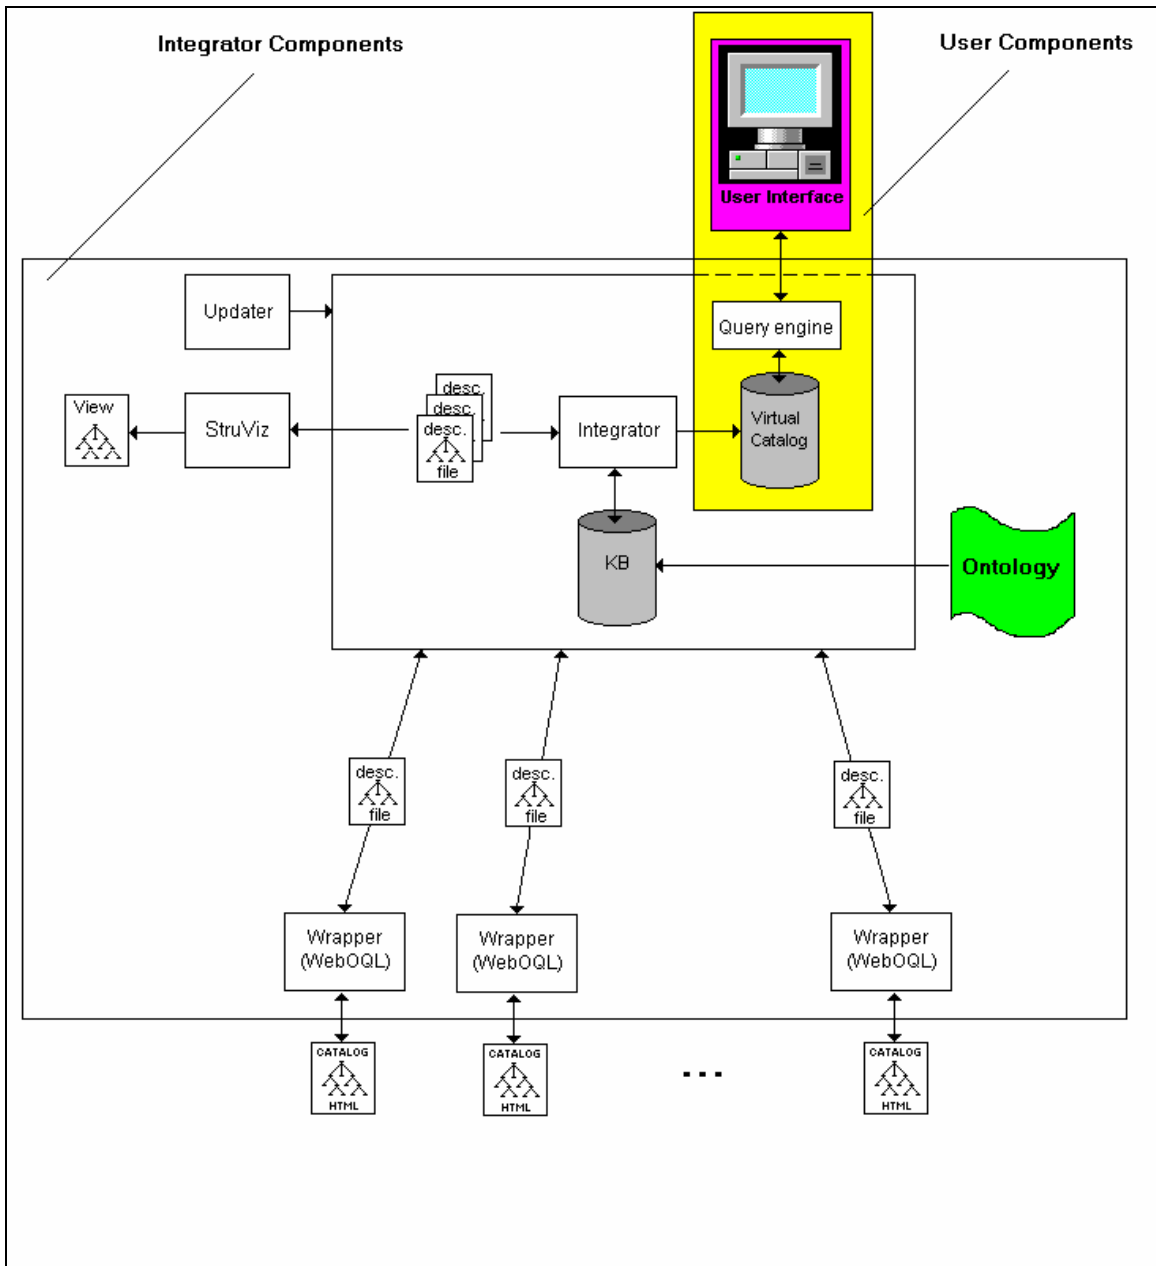 Integrator Components
User Components
User Interface
Updater
Query engine
View
StruViz
desc.
desc.
desc.
file
Integrator
Virtual
Catalog
KB
Ontology
desc.
file
desc.
file
desc.
file
Wrapper
(WebOQL)
Wrapper
(WebOQL)
Wrapper
(WebOQL)
CATALOG
HTML
CATALOG
HTML
...
CATALOG
HTML